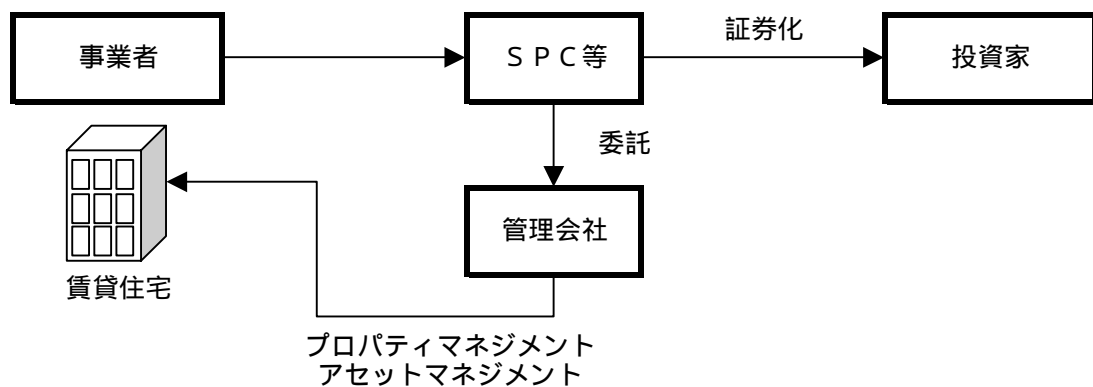 事業者
ＳＰＣ等
証券化
投資家
委託
管理会社
賃貸住宅
プロパティマネジメント
アセットマネジメント